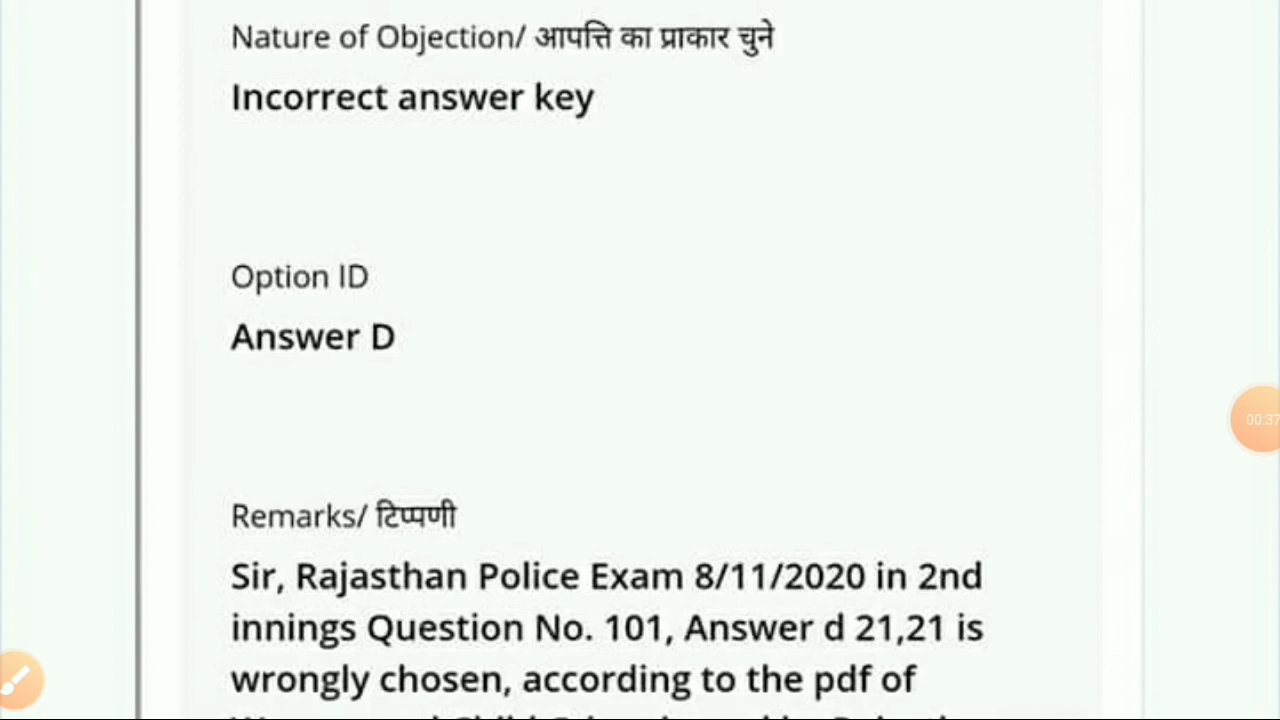 Nature of Objection/ आपत्ति का प्राकार चुने
Incorrect answer key
Option ID
Answer D
00:37
Remarks/ टिप्पणी
Sir, Rajasthan Police Exam 8/11/2020 in 2nd
innings Question No. 101, Answer d 21,21 is
wrongly chosen, according to the pdf of